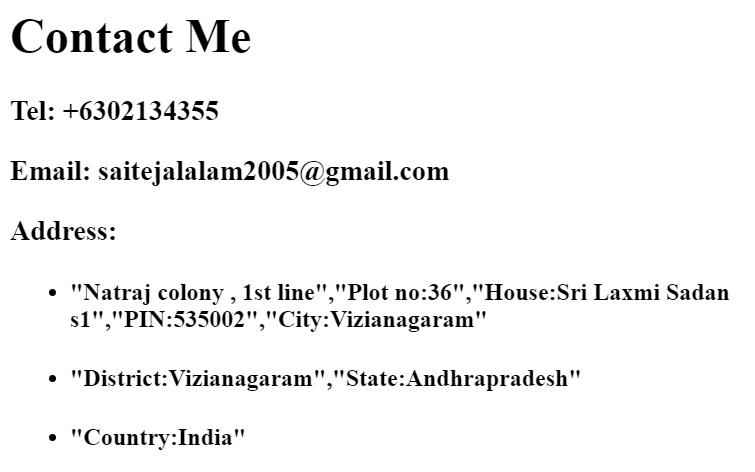 Contact Me
Tel: +6302134355
Email: saitejalalam2005@gmail.com
Address:
• "Natraj colony , 1st line","Plot no:36","House:Sri Laxmi Sadan
s1","PIN:535002","City:Vizianagaram"
• "District:Vizianagaram","State:Andhrapradesh"
• "Country:India"